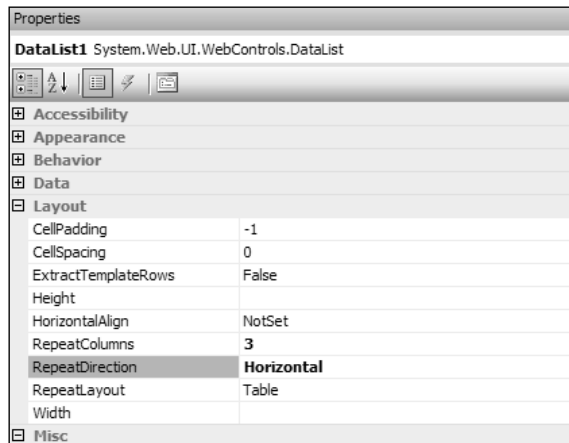 Properties
DataList1 System.Web.UI.WebControls.DataList
A Z
Accessibility
Appearance
Behavior
Data
Layout
CellPadding -1
CellSpacing 0
ExtractTemplateRows False
Height
HorizontalAlign NotSet
RepeatColumns 3
RepeatDirection Horizontal
RepeatLayout Table
Width
Misc